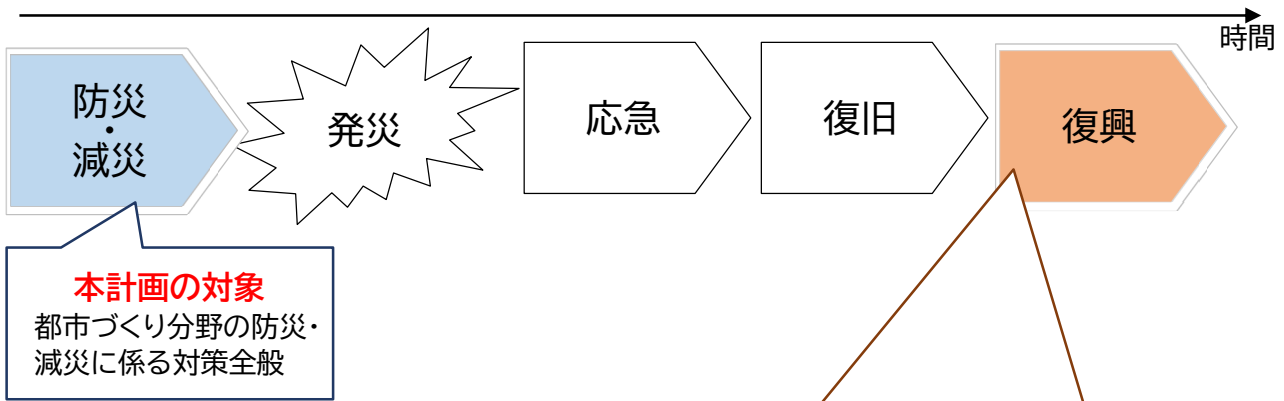 時間
防災
・
減災
発災
応急
復旧
復興
本計画の対象
都市づくり分野の防災・
減災に係る対策全般